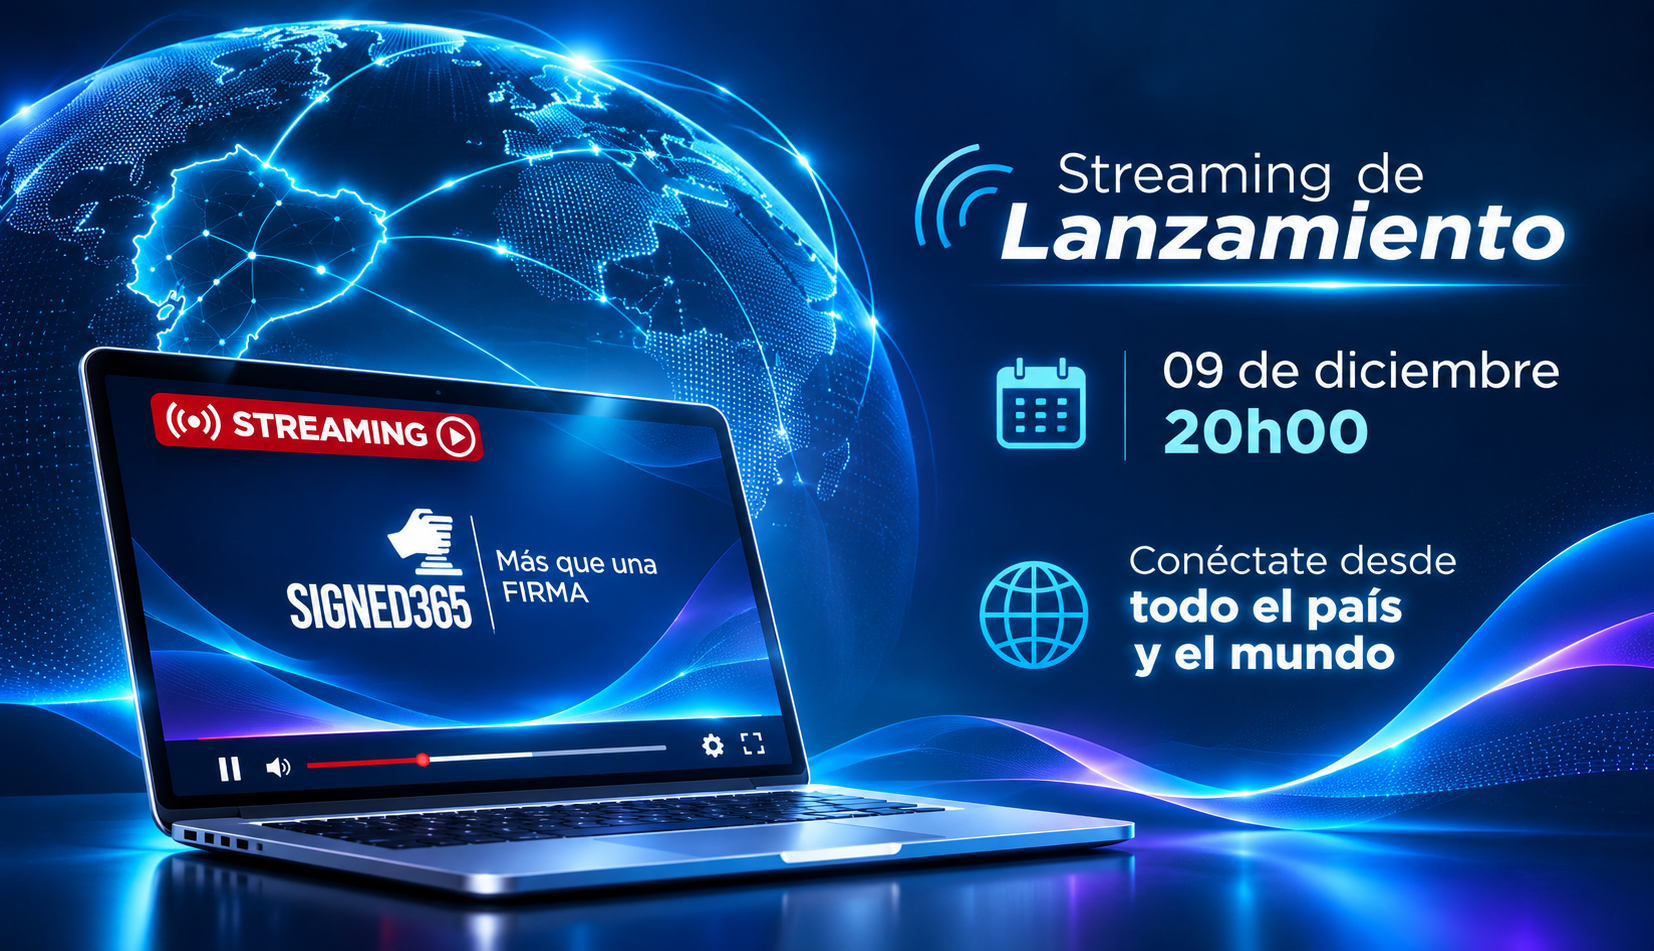 Streaming de
Lanzamiento
09 de diciembre
20h00
Conéctate desde
todo el país
y el mundo
STREAMING
SIGNED365
Más que una
FIRMA